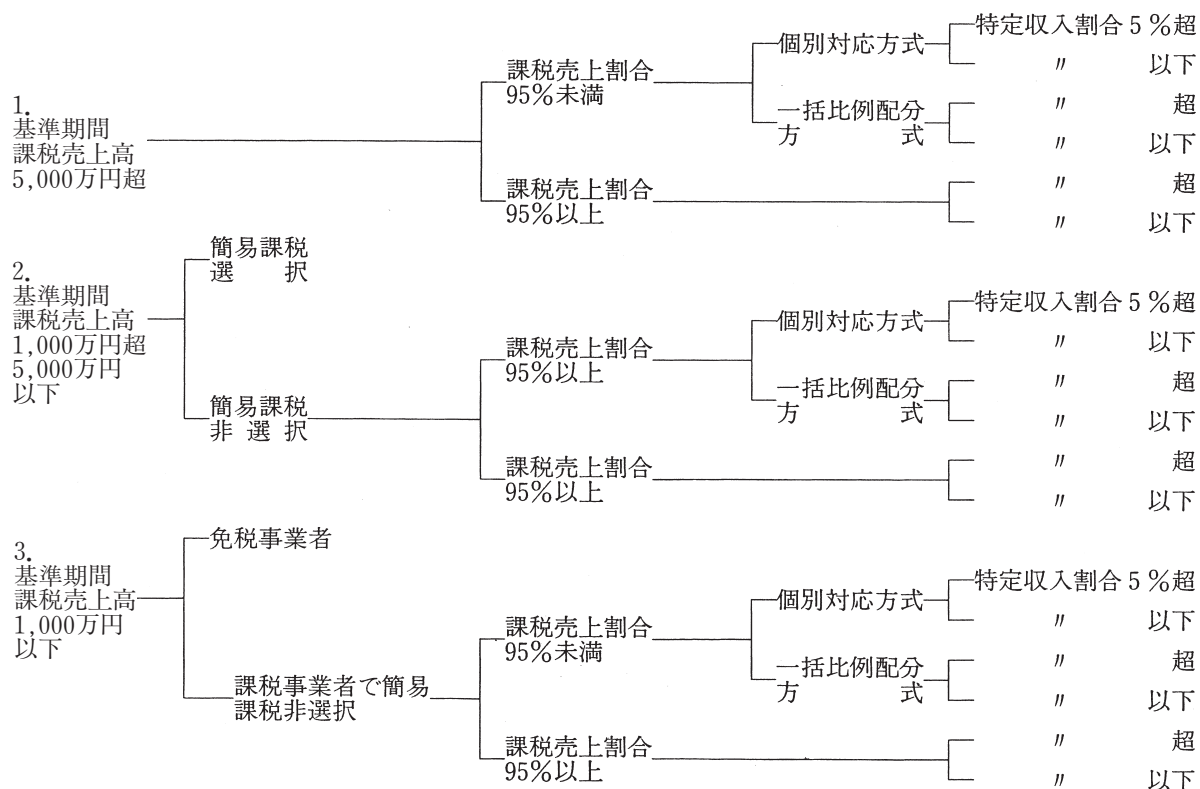 1.
基準期間
課税売上高
5,000万円超
課税売上割合
95%未満
個別対応方式
特定収入割合5%超
〃 以下
一括比例配分
方 式
〃 超
〃 以下
課税売上割合
95%以上
〃 超
〃 以下
2.
基準期間
課税売上高
1,000万円超
5,000万円
以下
簡易課税
選 択
簡易課税
非 選 択
課税売上割合
95%以上
個別対応方式
特定収入割合5%超
〃 以下
一括比例配分
方 式
〃 超
〃 以下
課税売上割合
95%以上
〃 超
〃 以下
3.
基準期間
課税売上高
1,000万円
以下
免税事業者
課税事業者で簡易
課税非選択
課税売上割合
95%未満
個別対応方式
特定収入割合5%超
〃 以下
一括比例配分
方 式
〃 超
〃 以下
課税売上割合
95%以上
〃 超
〃 以下